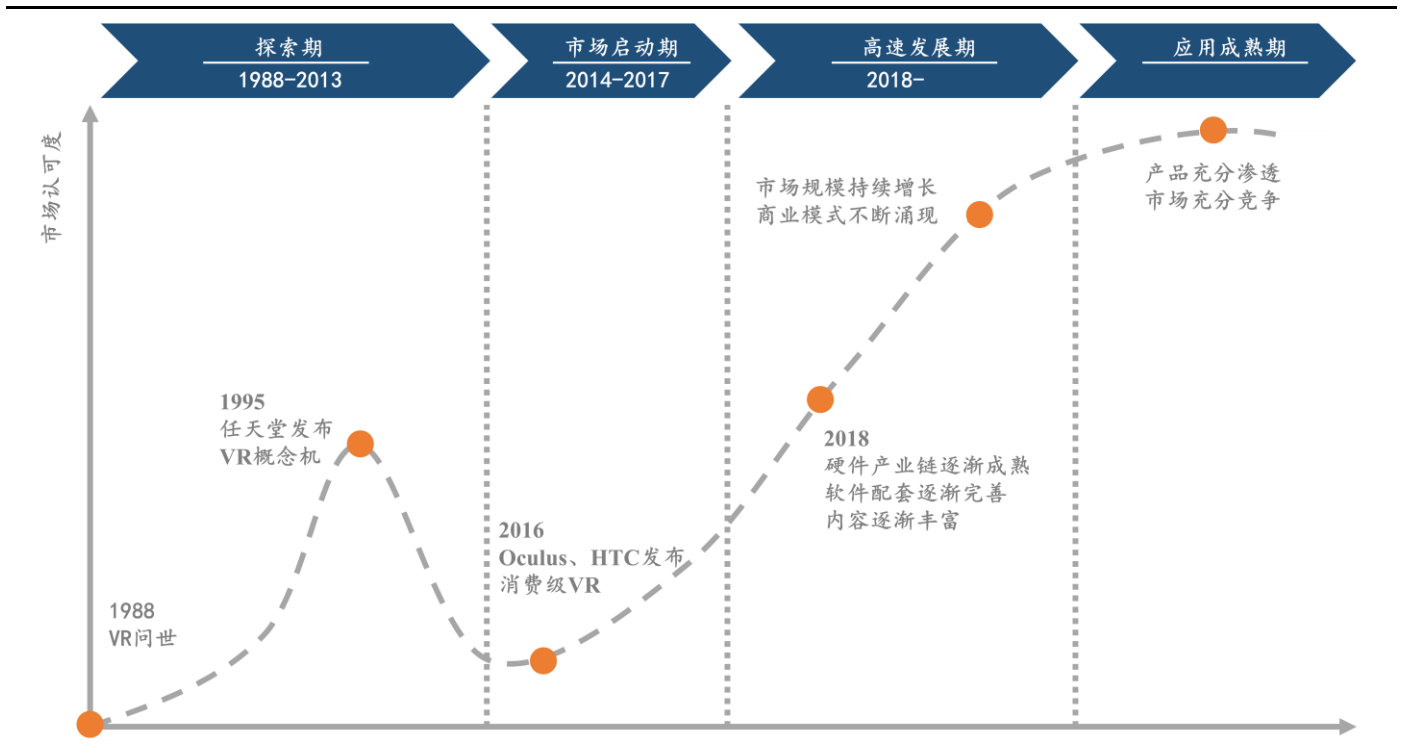 探索期
1988-2013
市场启动期
2014-2017
高速发展期
2018-
应用成熟期
市场认可度
市场规模持续增长
商业模式不断涌现
产品充分渗透
市场充分竞争
1995
任天堂发布
VR概念机
2018
硬件产业链逐渐成熟
软件配套逐渐完善
内容逐渐丰富
2016
Oculus、HTC发布
消费级VR
1988
VR问世